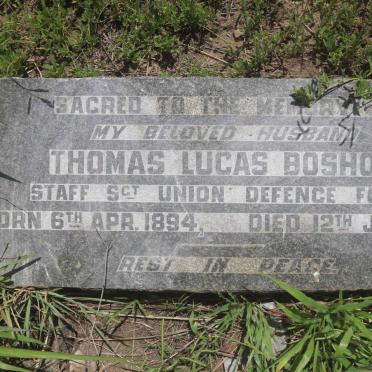 SACRED TO THE MEMORY
MY BELOVED HUSBAN
THOMAS LUCAS BOSHO
STAFF SGT UNION DEFENCE FO
ORN 6TH APR. 1894, DIED 12TH J
REST IN PEACE